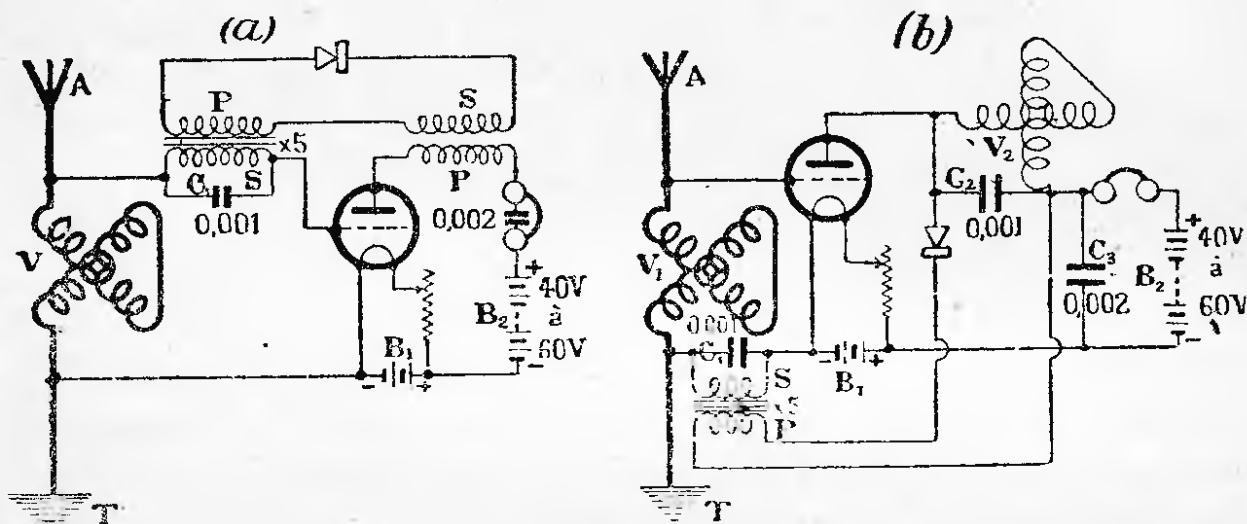 (a)
A
P
S
x5
C₁
S
0,001
P
0,002
V
+
40V
à
60V
B₂
-
B₁
-
+
T
(b)
A
V₂
C₂
0,001
V₁
+
40V
à
60V
B₂
-
C₃
0,002
0,001
C₁
-
+
B₁
S
x5
P
T